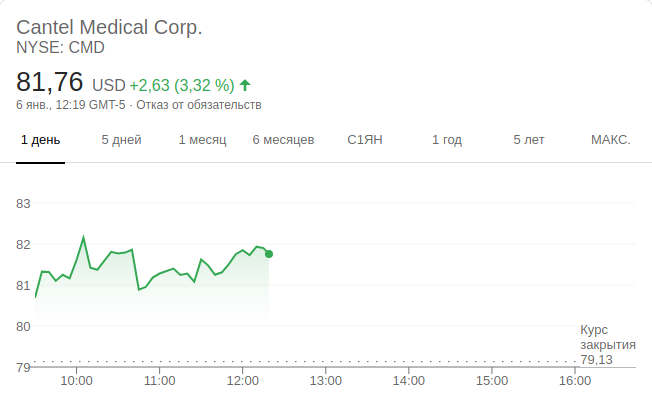 Cantel Medical Corp.
NYSE: CMD
81,76 USD +2,63 (3,32 %)
6 янв., 12:19 GMT-5 · Отказ от обязательств
1 день 5 дней 1 месяц 6 месяцев С1ЯН 1 год 5 лет МАКС.
83
82
81
80
Курс
закрытия
79,13
79
10:00 11:00 12:00 13:00 14:00 15:00 16:00